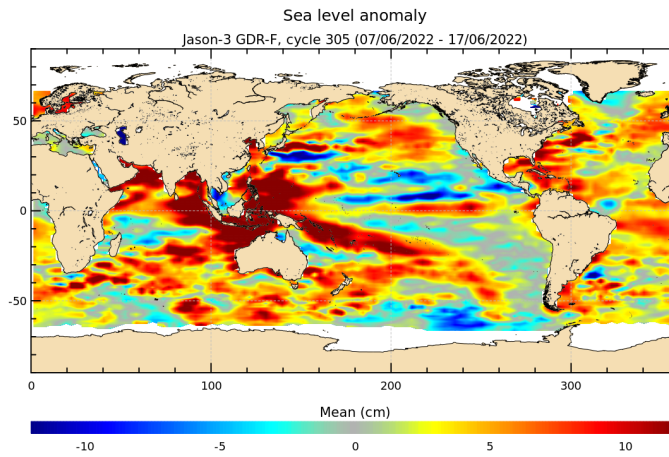 Sea level anomaly
Jason-3 GDR-F, cycle 305 (07/06/2022 - 17/06/2022)
50
0
-50
0 100 200 300
Mean (cm)
-10 -5 0 5 10